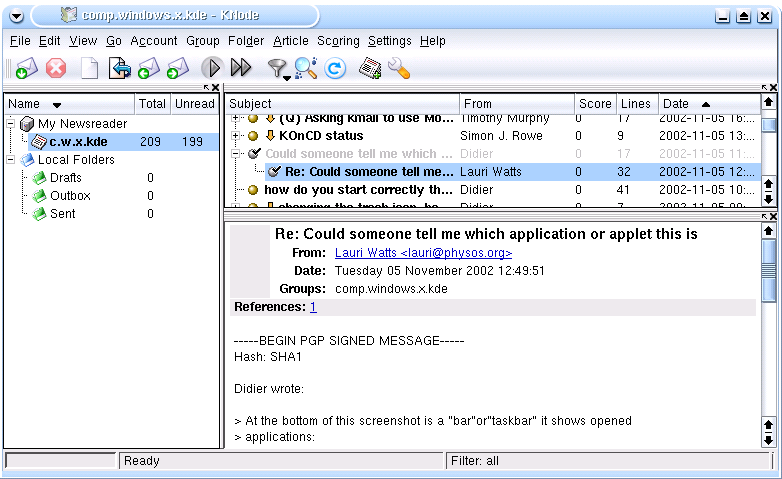 comp.windows.x.kde - KNode
File Edit View Go Account Group Folder Article Scoring Settings Help
Name Total Unread
My Newsreader
c.w.x.kde 209 199
Local Folders
Drafts 0
Outbox 0
Sent 0
Subject From Score Lines Date
(Q) Asking Kmail to use Mo... Timothy Murphy 0 17 2002-11-05 16:...
KOnCD status Simon J. Rowe 0 9 2002-11-05 13:...
Could someone tell me which ... Didier 0 17 2002-11-05 11:...
Re: Could someone tell me... Lauri Watts 0 32 2002-11-05 12:...
how do you start correctly th... Didier 0 41 2002-11-05 10:...
changing the trash icon, ho... Didier 0 7 2002-11-05 09:...
Re: Could someone tell me which application or applet this is
From: Lauri Watts <lauri@physos.org>
Date: Tuesday 05 November 2002 12:49:51
Groups: comp.windows.x.kde
References: 1
-----BEGIN PGP SIGNED MESSAGE-----
Hash: SHA1
Didier wrote:
> At the bottom of this screenshot is a "bar"or"taskbar" it shows opened
> applications:
Ready
Filter: all